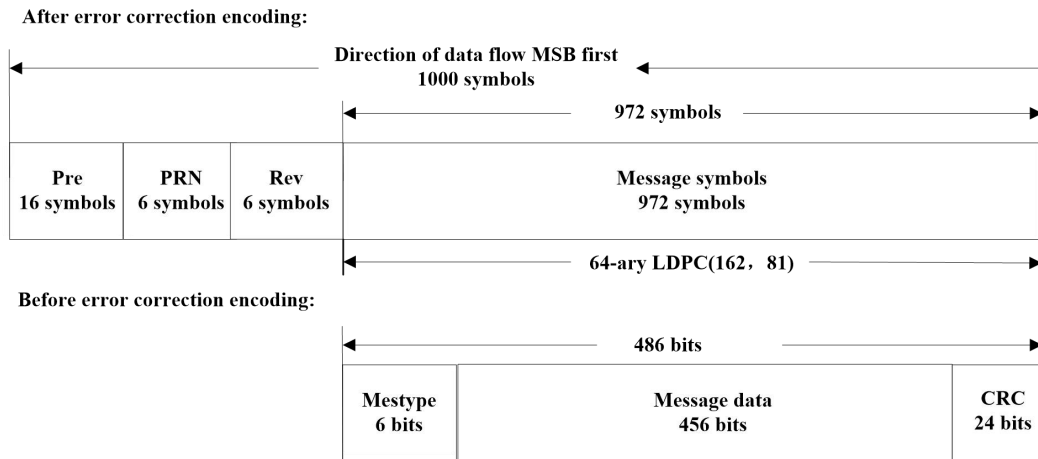 After error correction encoding:
Direction of data flow MSB first
1000 symbols
972 symbols
Pre
16 symbols
PRN
6 symbols
Rev
6 symbols
Message symbols
972 symbols
64-ary LDPC(162，81)
Before error correction encoding:
486 bits
Mestype
6 bits
Message data
456 bits
CRC
24 bits